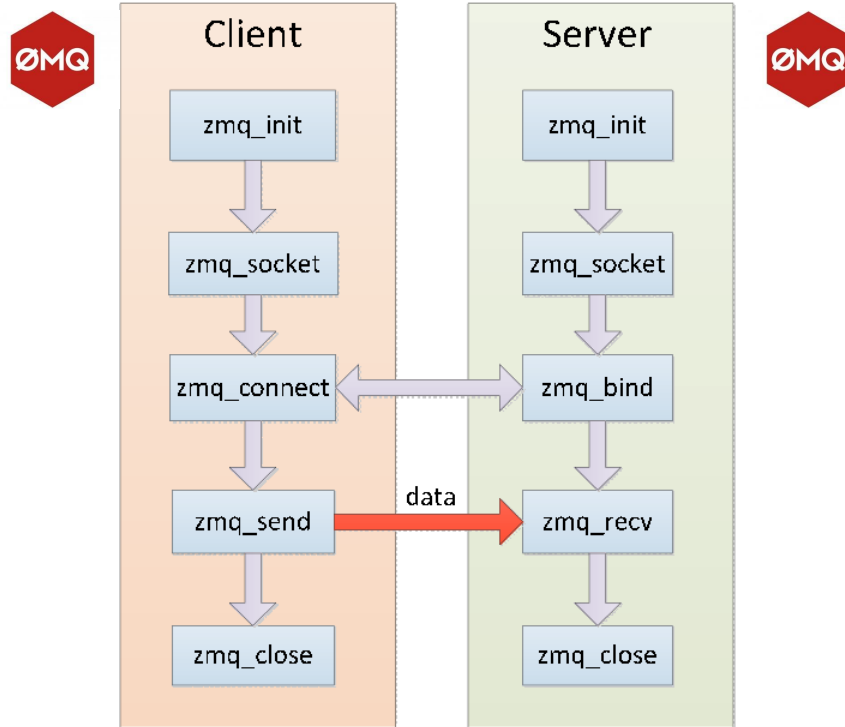 ØMQ
Client
Server
ØMQ
zmq_init
zmq_init
zmq_socket
zmq_socket
zmq_connect
zmq_bind
data
zmq_send
zmq_recv
zmq_close
zmq_close